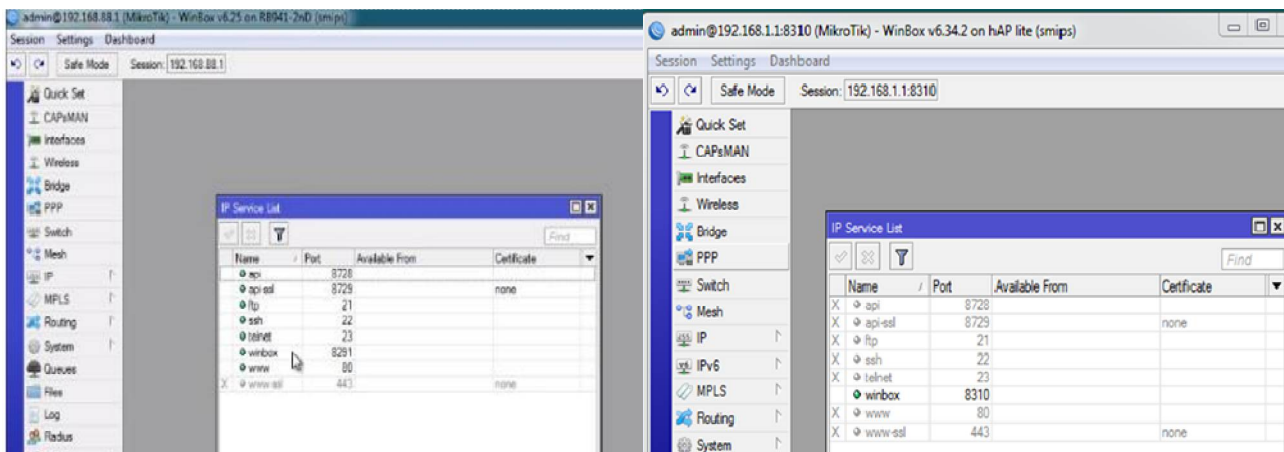 admin@192.168.88.1 (MikroTik) - WinBox v6.25 on RB941-2nD (smips)
Session Settings Dashboard
Safe Mode Session: 192.168.88.1
Quick Set
CAPsMAN
Interfaces
Wireless
Bridge
PPP
Switch
Mesh
IP
MPLS
Routing
System
Queues
Files
Log
Radius
IP Service List
Find
Name Port Available From Certificate
api 8728
api-ssl 8729 none
ftp 21
ssh 22
telnet 23
winbox 8291
www 80
X www-ssl 443 none
admin@192.168.1.1:8310 (MikroTik) - WinBox v6.34.2 on hAP lite (smips)
Session Settings Dashboard
Safe Mode Session: 192.168.1.1:8310
Quick Set
CAPsMAN
Interfaces
Wireless
Bridge
PPP
Switch
Mesh
IP
IPv6
MPLS
Routing
System
IP Service List
Find
Name Port Available From Certificate
X api 8728
X api-ssl 8729 none
X ftp 21
X ssh 22
X telnet 23
winbox 8310
X www 80
X www-ssl 443 none